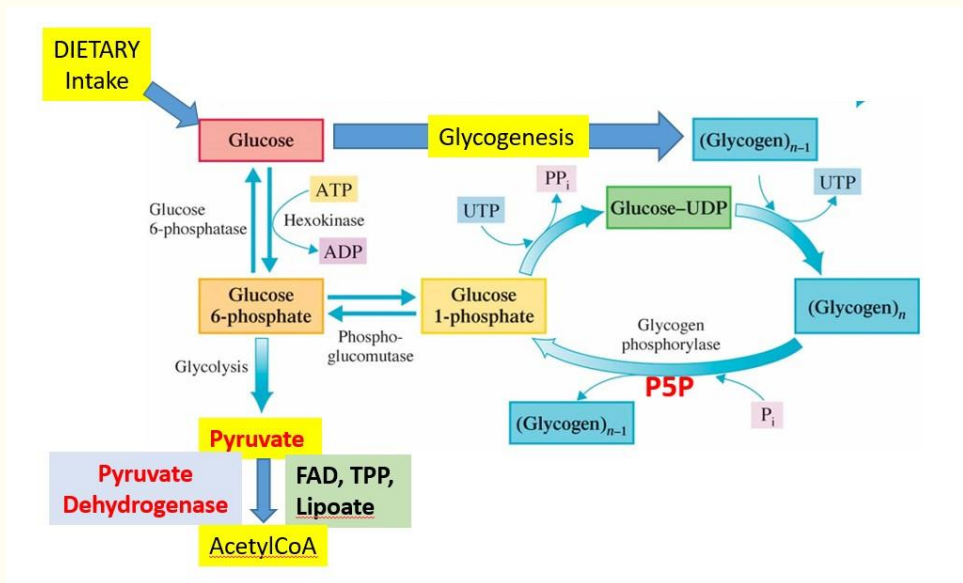 DIETARY
Intake
Glucose
Glycogenesis
(Glycogen)n–1
PPi
UTP
Glucose–UDP
UTP
ATP
Glucose
6-phosphatase
Hexokinase
ADP
Glucose
6-phosphate
Glucose
1-phosphate
(Glycogen)n
Phospho-
glucomutase
Glycogen
phosphorylase
Glycolysis
P5P
Pi
(Glycogen)n–1
Pyruvate
Pyruvate
Dehydrogenase
FAD, TPP,
Lipoate
AcetylCoA